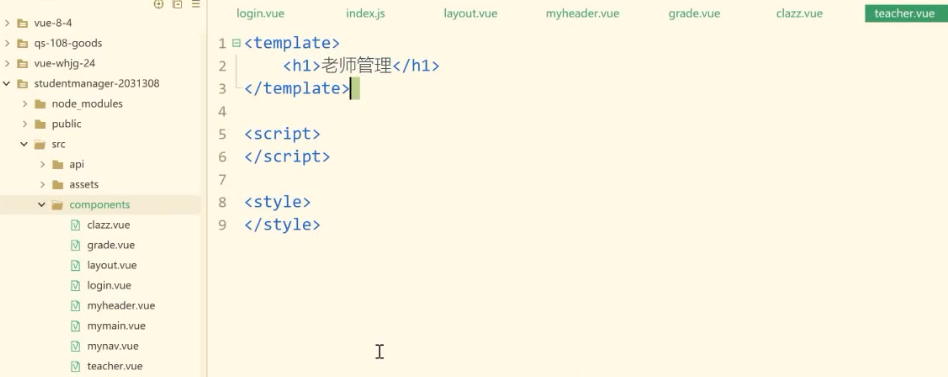 login.vue index.js layout.vue myheader.vue grade.vue clazz.vue teacher.vue
vue-8-4
qs-108-goods
vue-whjg-24
studentmanager-2031308
node_modules
public
src
api
assets
components
clazz.vue
grade.vue
layout.vue
login.vue
myheader.vue
mymain.vue
mynav.vue
teacher.vue
1 <template>
2 <h1>老师管理</h1>
3 </template>
4
5 <script>
6 </script>
7
8 <style>
9 </style>